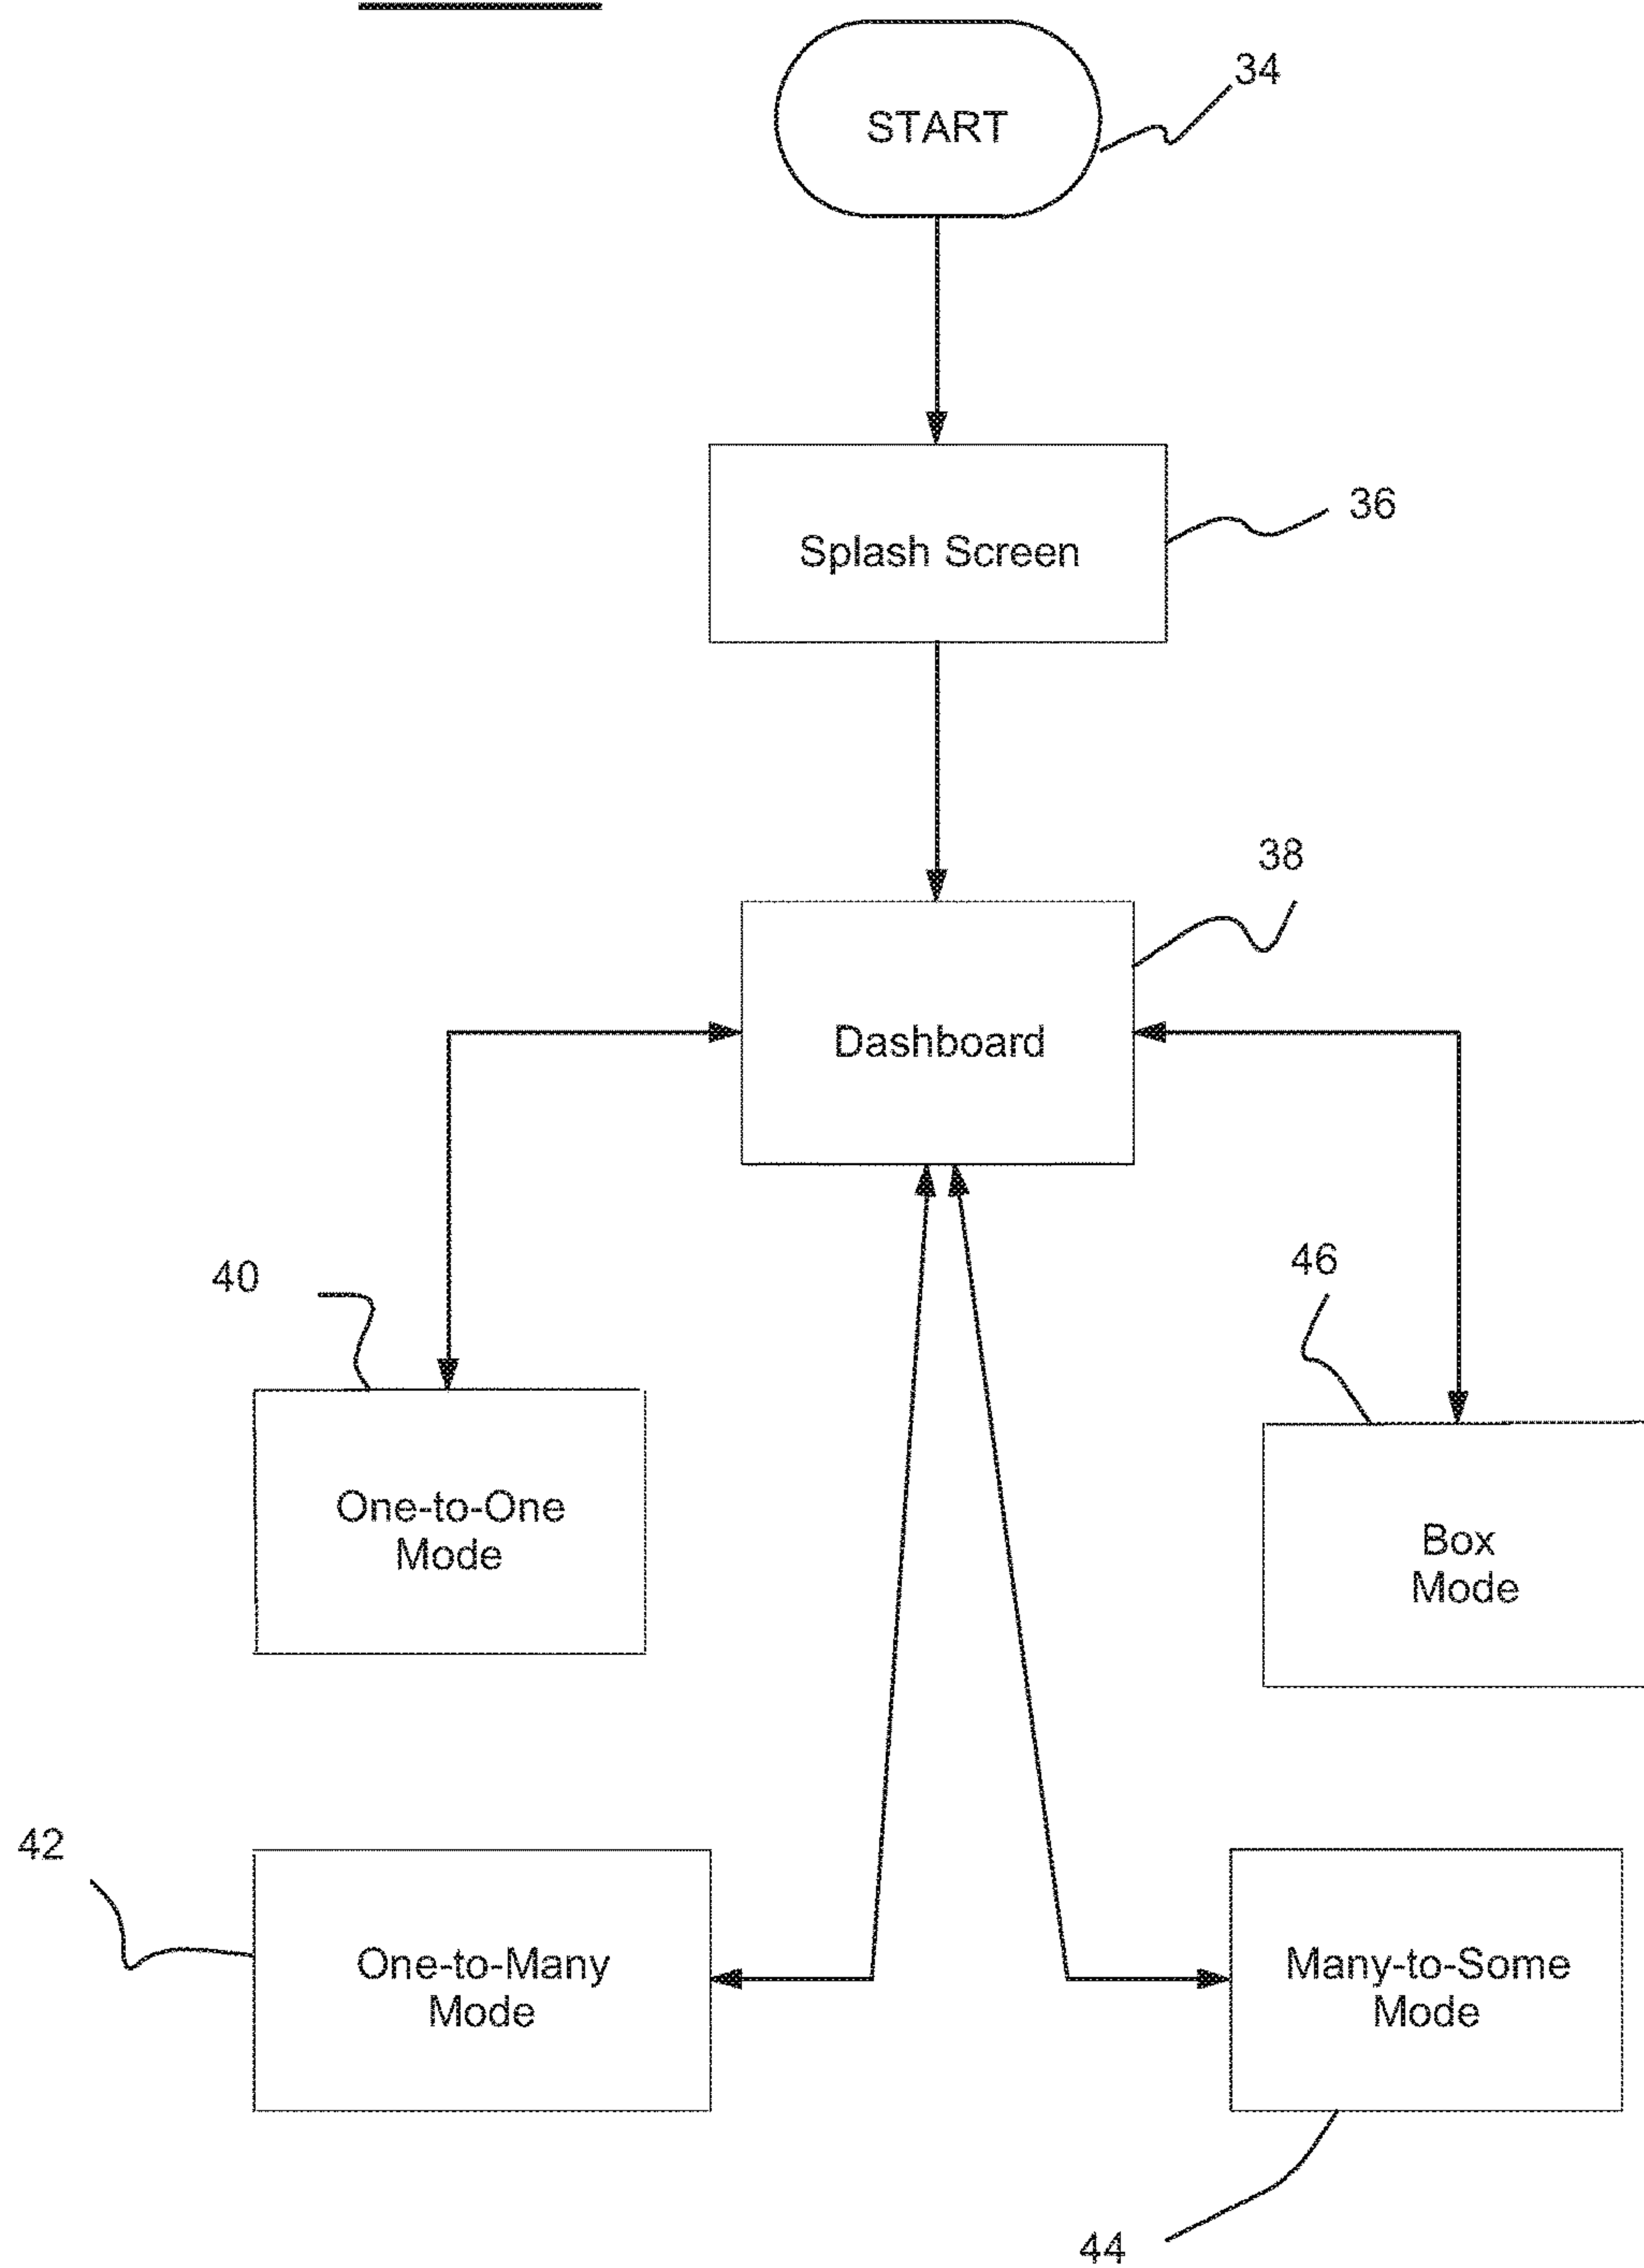 34
START
36
Splash Screen
38
Dashboard
40
46
One-to-One
Mode
Box
Mode
42
One-to-Many
Mode
Many-to-Some
Mode
44